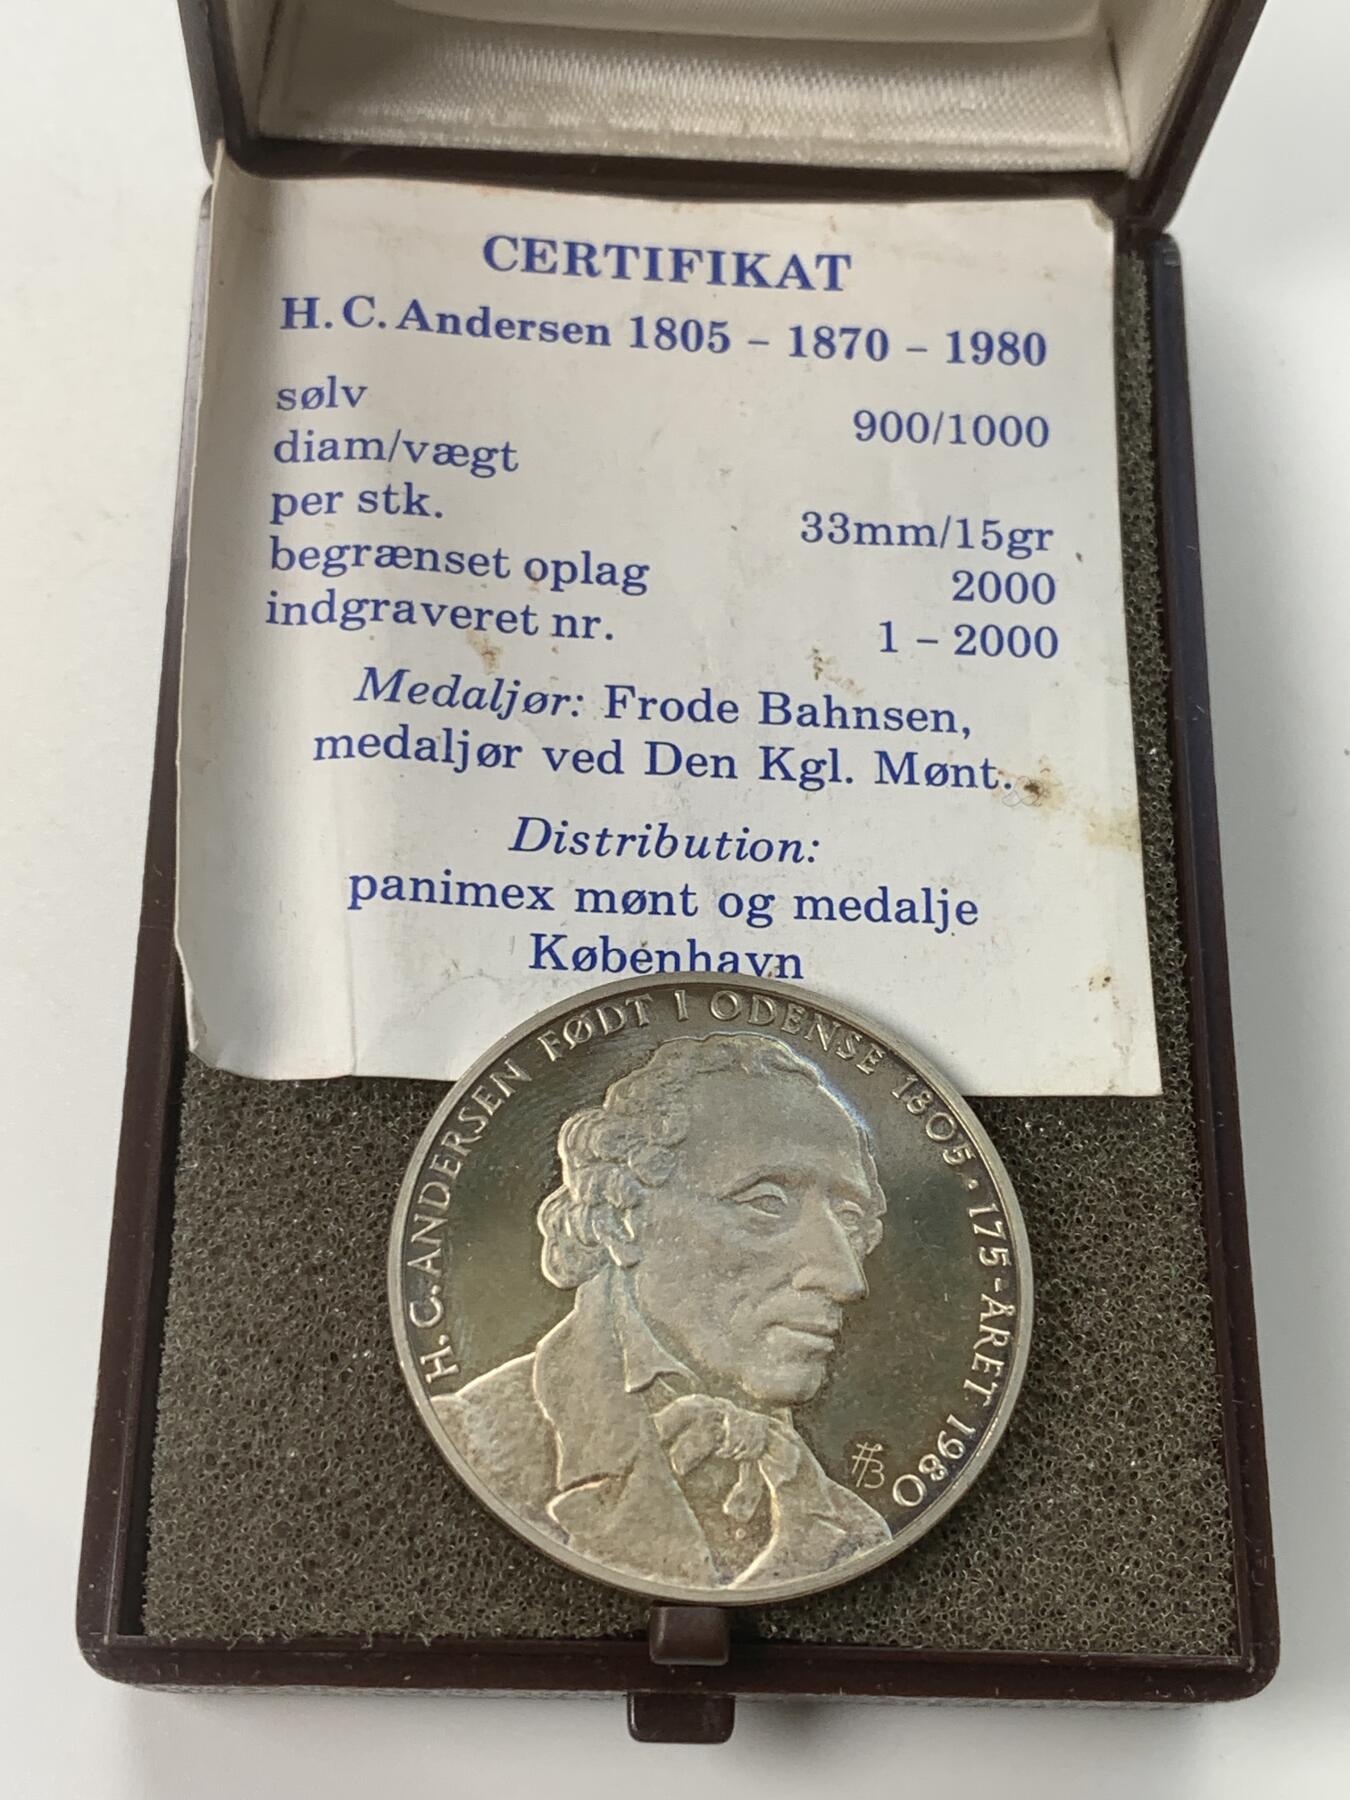 CERTIFIKAT
H. C. Andersen 1805 – 1870 – 1980
sølv 900/1000
diam/vægt
per stk. 33mm/15gr
begrænset oplag 2000
indgraveret nr. 1 – 2000
Medaljør: Frode Bahnsen,
medaljør ved Den Kgl. Mønt.
Distribution:
panimex mønt og medalje
København
H. C. ANDERSEN FØDT I ODENSE 1805 · 175-ÅRET 1980
FB